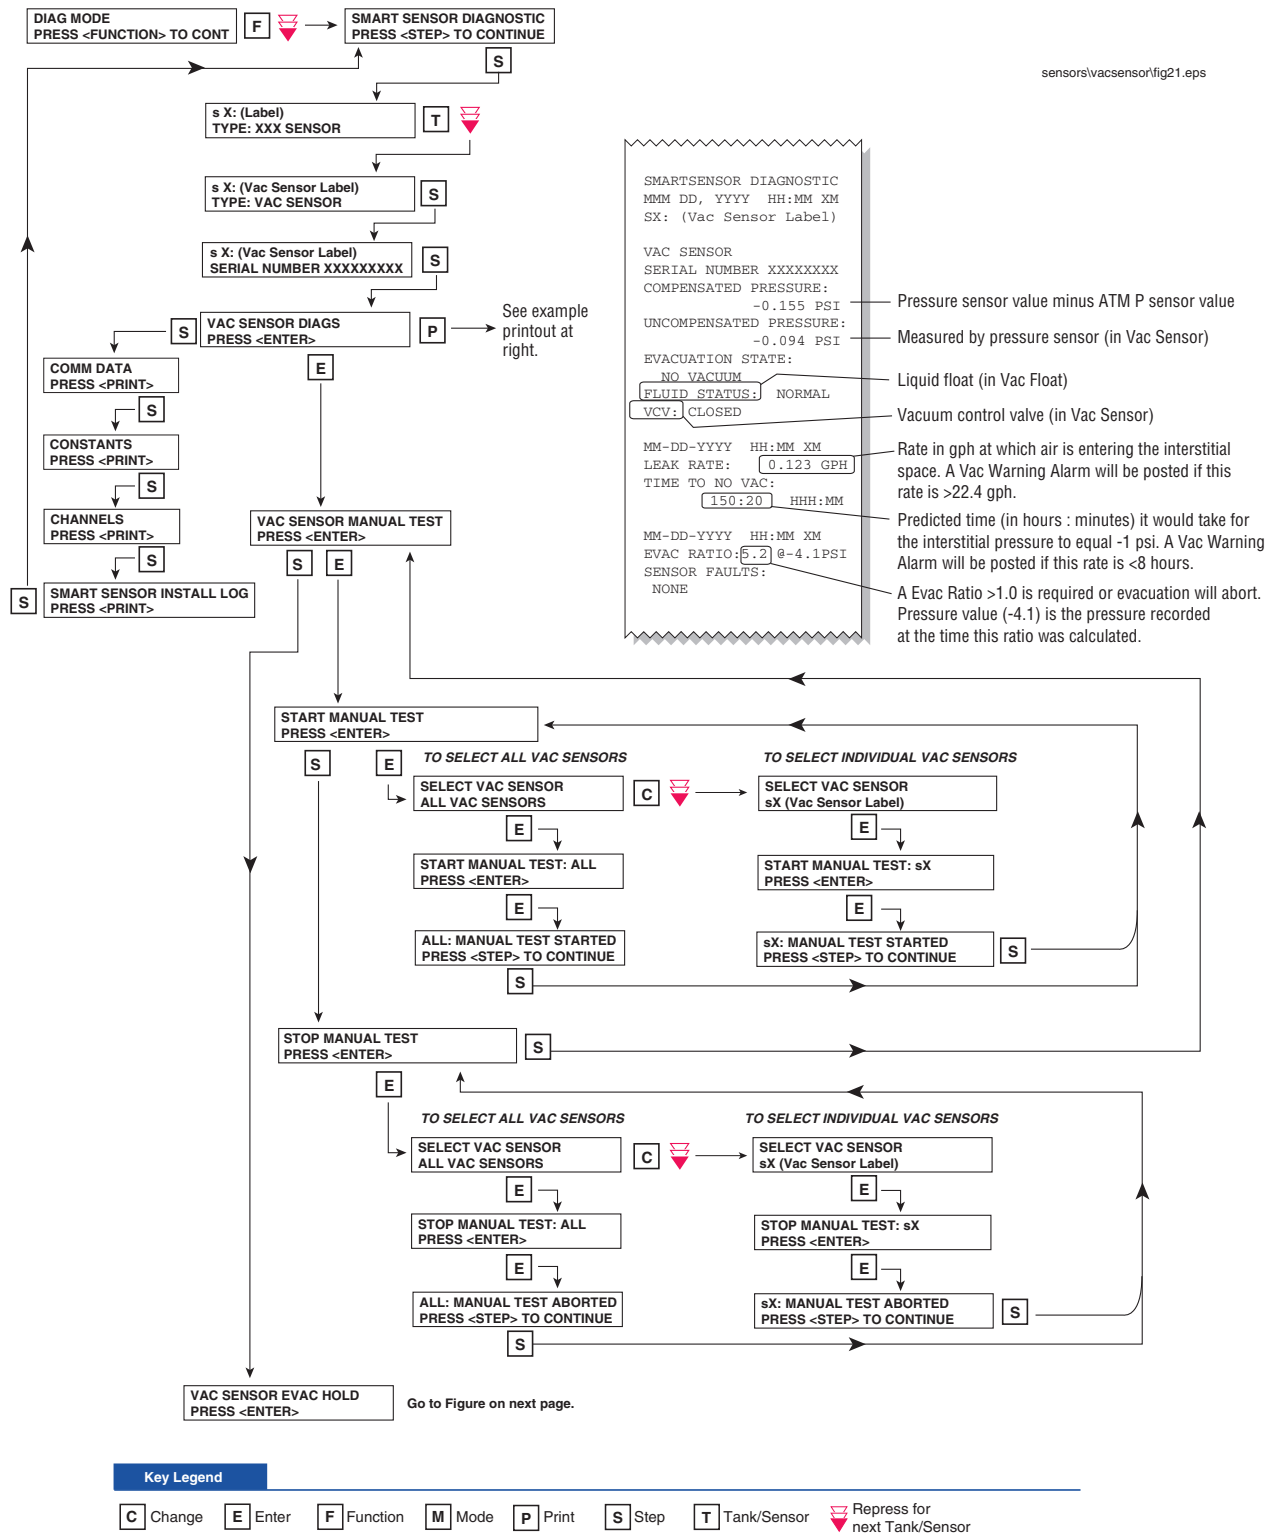 DIAG MODE
PRESS <FUNCTION> TO CONT
F
SMART SENSOR DIAGNOSTIC
PRESS <STEP> TO CONTINUE
S
sensors\vacsensor\fig21.eps
s X: (Label)
TYPE: XXX SENSOR
T
s X: (Vac Sensor Label)
TYPE: VAC SENSOR
S
s X: (Vac Sensor Label)
SERIAL NUMBER XXXXXXXXX
S
VAC SENSOR DIAGS
PRESS <ENTER>
S
P
See example
printout at
right.
E
COMM DATA
PRESS <PRINT>
S
CONSTANTS
PRESS <PRINT>
S
CHANNELS
PRESS <PRINT>
S
SMART SENSOR INSTALL LOG
PRESS <PRINT>
S
SMARTSENSOR DIAGNOSTIC
MMM DD, YYYY HH:MM XM
SX: (Vac Sensor Label)
VAC SENSOR
SERIAL NUMBER XXXXXXXX
COMPENSATED PRESSURE:
-0.155 PSI
UNCOMPENSATED PRESSURE:
-0.094 PSI
EVACUATION STATE:
NO VACUUM
FLUID STATUS: NORMAL
VCV: CLOSED
MM-DD-YYYY HH:MM XM
LEAK RATE: 0.123 GPH
TIME TO NO VAC:
150:20 HHH:MM
MM-DD-YYYY HH:MM XM
EVAC RATIO:5.2 @-4.1PSI
SENSOR FAULTS:
NONE
Pressure sensor value minus ATM P sensor value
Measured by pressure sensor (in Vac Sensor)
Liquid float (in Vac Float)
Vacuum control valve (in Vac Sensor)
Rate in gph at which air is entering the interstitial
space. A Vac Warning Alarm will be posted if this
rate is >22.4 gph.
Predicted time (in hours : minutes) it would take for
the interstitial pressure to equal -1 psi. A Vac Warning
Alarm will be posted if this rate is <8 hours.
A Evac Ratio >1.0 is required or evacuation will abort.
Pressure value (-4.1) is the pressure recorded
at the time this ratio was calculated.
VAC SENSOR MANUAL TEST
PRESS <ENTER>
S
E
START MANUAL TEST
PRESS <ENTER>
S
E
TO SELECT ALL VAC SENSORS
TO SELECT INDIVIDUAL VAC SENSORS
SELECT VAC SENSOR
ALL VAC SENSORS
C
SELECT VAC SENSOR
sX (Vac Sensor Label)
E
E
START MANUAL TEST: ALL
PRESS <ENTER>
START MANUAL TEST: sX
PRESS <ENTER>
E
E
ALL: MANUAL TEST STARTED
PRESS <STEP> TO CONTINUE
sX: MANUAL TEST STARTED
PRESS <STEP> TO CONTINUE
S
S
STOP MANUAL TEST
PRESS <ENTER>
S
E
TO SELECT ALL VAC SENSORS
TO SELECT INDIVIDUAL VAC SENSORS
SELECT VAC SENSOR
ALL VAC SENSORS
C
SELECT VAC SENSOR
sX (Vac Sensor Label)
E
E
STOP MANUAL TEST: ALL
PRESS <ENTER>
STOP MANUAL TEST: sX
PRESS <ENTER>
E
E
ALL: MANUAL TEST ABORTED
PRESS <STEP> TO CONTINUE
sX: MANUAL TEST ABORTED
PRESS <STEP> TO CONTINUE
S
S
VAC SENSOR EVAC HOLD
PRESS <ENTER>
Go to Figure on next page.
Key Legend
C Change E Enter F Function M Mode P Print S Step T Tank/Sensor Repress for
next Tank/Sensor